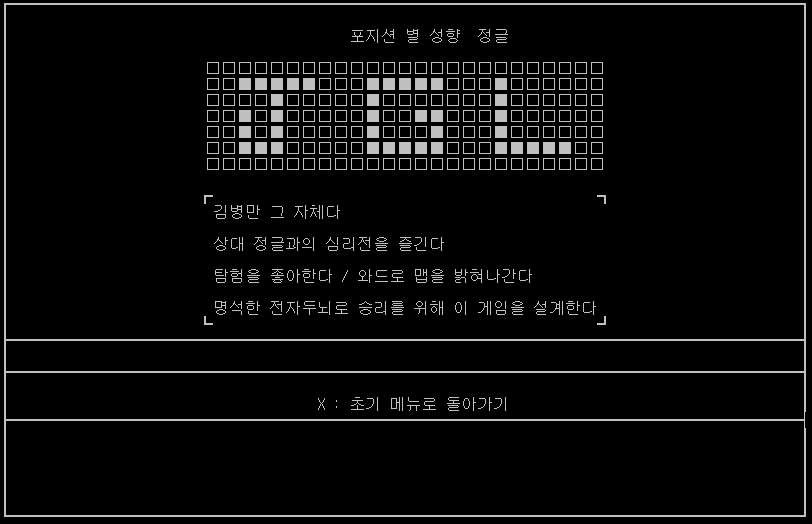 포지션 별 성향 정글
JGL
김병만 그 자체다
상대 정글과의 심리전을 즐긴다
탐험을 좋아한다 / 와드로 맵을 밝혀나간다
명석한 전자두뇌로 승리를 위해 이 게임을 설계한다
X : 초기 메뉴로 돌아가기